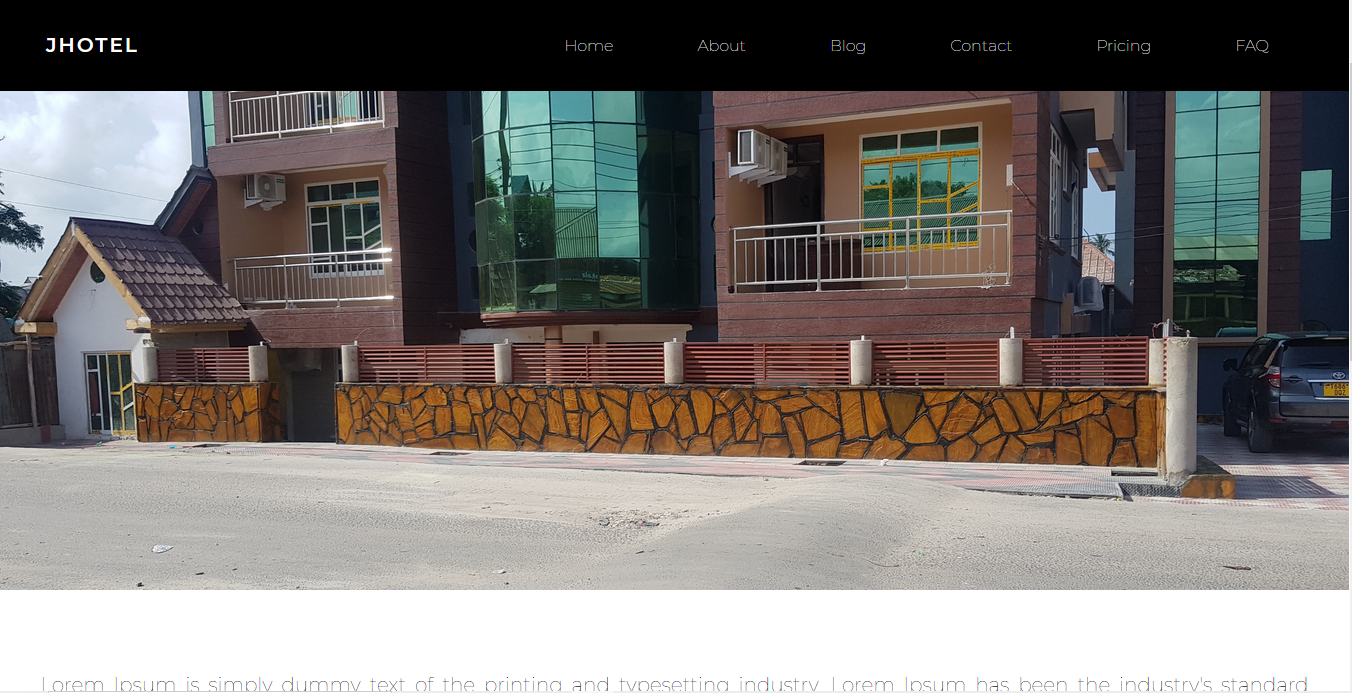 JHOTEL
Home About Blog Contact Pricing FAQ
Lorem Ipsum is simply dummy text of the printing and typesetting industry. Lorem Ipsum has been the industry's standard